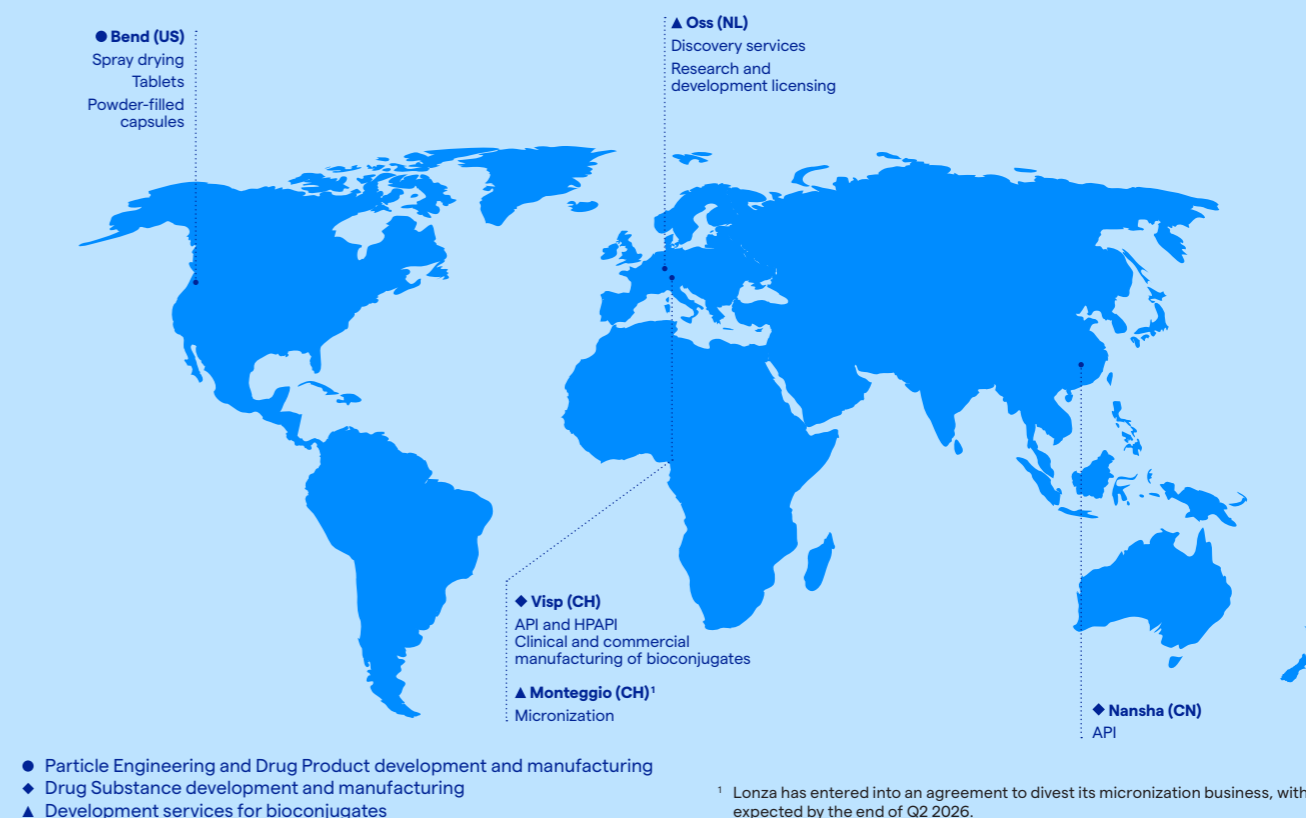 ● Bend (US)
Spray drying
Tablets
Powder-filled
capsules
▲ Oss (NL)
Discovery services
Research and
development licensing
◆ Visp (CH)
API and HPAPI
Clinical and commercial
manufacturing of bioconjugates
▲ Monteggio (CH)¹
Micronization
◆ Nansha (CN)
API
● Particle Engineering and Drug Product development and manufacturing
◆ Drug Substance development and manufacturing
▲ Development services for bioconjugates
¹ Lonza has entered into an agreement to divest its micronization business, with
expected by the end of Q2 2026.